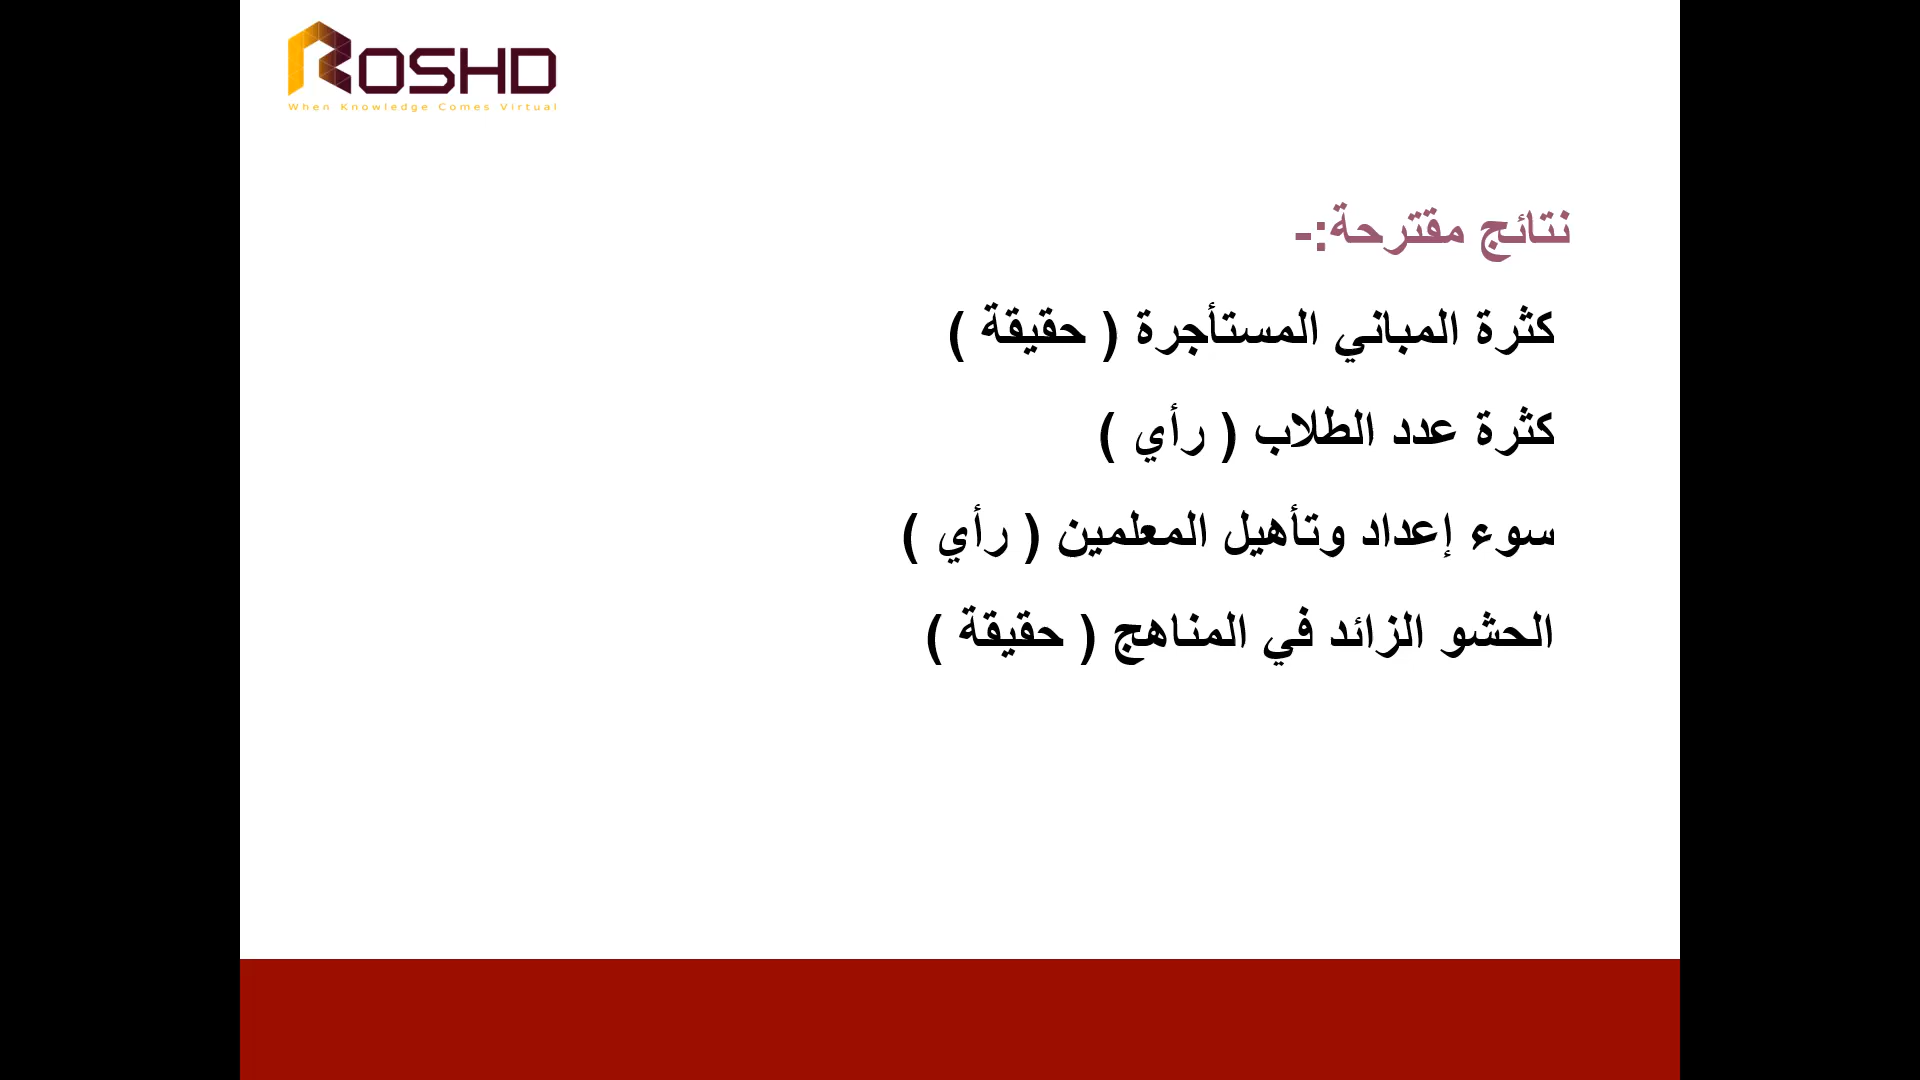 ROSHD
When Knowledge Comes Virtual
نتائج مقترحة:-
كثرة المباني المستأجرة ( حقيقة )
كثرة عدد الطلاب ( رأي )
سوء إعداد وتأهيل المعلمين ( رأي )
الحشو الزائد في المناهج ( حقيقة )